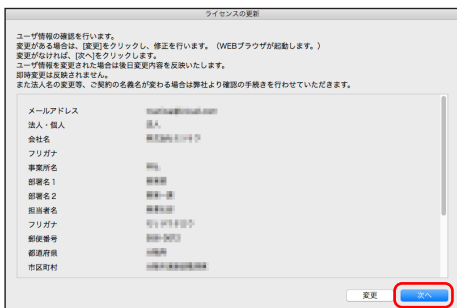 ライセンスの更新
ユーザ情報の確認を行います。
変更がある場合は、[変更]をクリックし、修正を行います。（WEBブラウザが起動します。）
変更がなければ、[次へ]をクリックします。
ユーザ情報を変更された場合は後日変更内容を反映いたします。
即時変更は反映されません。
また法人名の変更等、ご契約の名義名が変わる場合は弊社より確認の手続きを行わせていただきます。
メールアドレス
法人・個人
会社名
フリガナ
事業所名
部署名１
部署名２
担当者名
フリガナ
郵便番号
都道府県
市区町村
変更
次へ